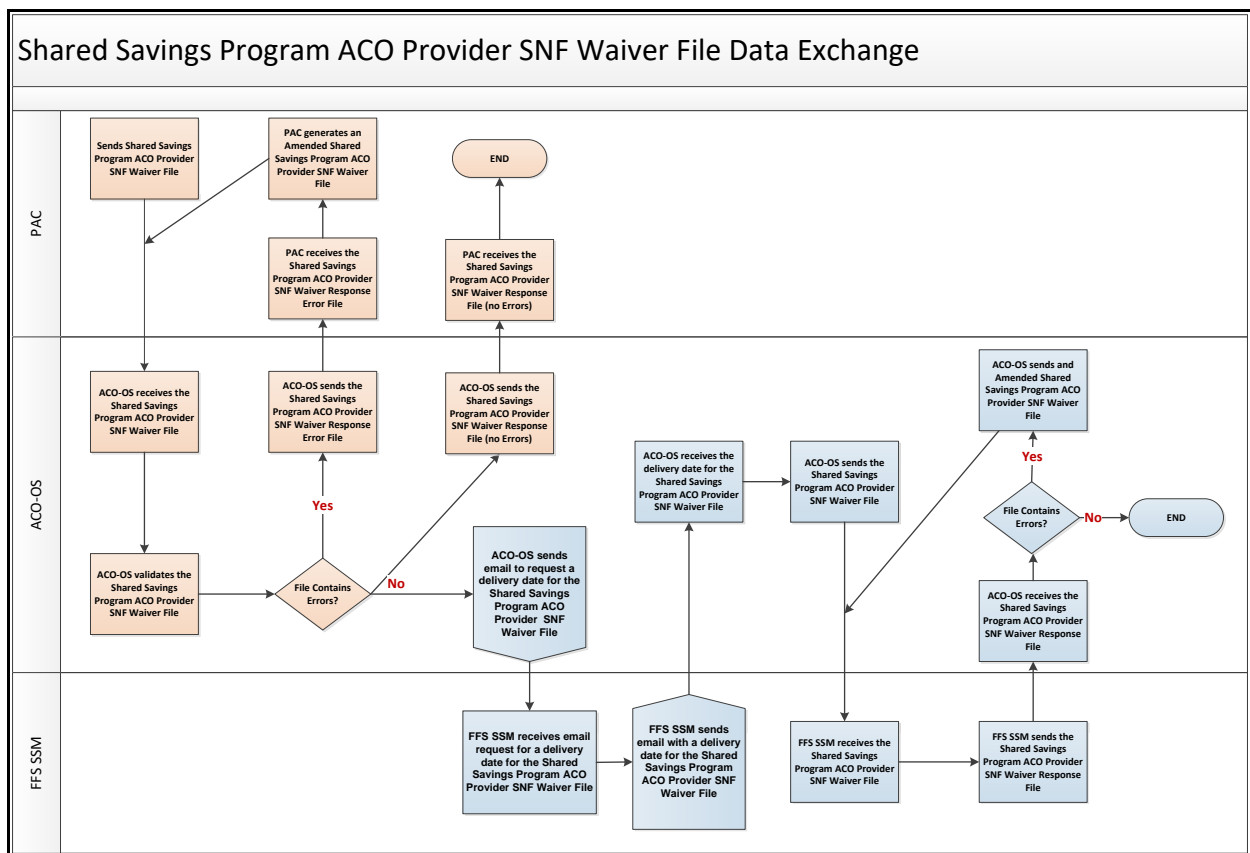 Shared Savings Program ACO Provider SNF Waiver File Data Exchange
PAC
Sends Shared Savings
Program ACO Provider
SNF Waiver File
PAC generates an
Amended Shared
Savings Program ACO
Provider SNF Waiver
File
END
PAC receives the
Shared Savings
Program ACO Provider
SNF Waiver Response
Error File
PAC receives the
Shared Savings
Program ACO Provider
SNF Waiver Response
File (no Errors)
ACO-OS
ACO-OS receives the
Shared Savings
Program ACO Provider
SNF Waiver File
ACO-OS sends the
Shared Savings
Program ACO Provider
SNF Waiver Response
Error File
ACO-OS sends the
Shared Savings
Program ACO Provider
SNF Waiver Response
File (no Errors)
ACO-OS validates the
Shared Savings
Program ACO Provider
SNF Waiver File
File Contains
Errors?
Yes
No
ACO-OS sends
email to request a
delivery date for the
Shared Savings
Program ACO
Provider SNF
Waiver File
ACO-OS receives the
delivery date for the
Shared Savings
Program ACO Provider
SNF Waiver File
ACO-OS sends the
Shared Savings
Program ACO Provider
SNF Waiver File
ACO-OS sends and
Amended Shared
Savings Program ACO
Provider SNF Waiver
File
Yes
File Contains
Errors?
No
END
ACO-OS receives the
Shared Savings
Program ACO Provider
SNF Waiver Response
File
FFS SSM
FFS SSM receives email
request for a delivery
date for the Shared
Savings Program ACO
Provider SNF Waiver File
FFS SSM sends
email with a delivery
date for the Shared
Savings Program
ACO Provider SNF
Waiver File
FFS SSM receives the
Shared Savings
Program ACO Provider
SNF Waiver File
FFS SSM sends the
Shared Savings
Program ACO Provider
SNF Waiver Response
File